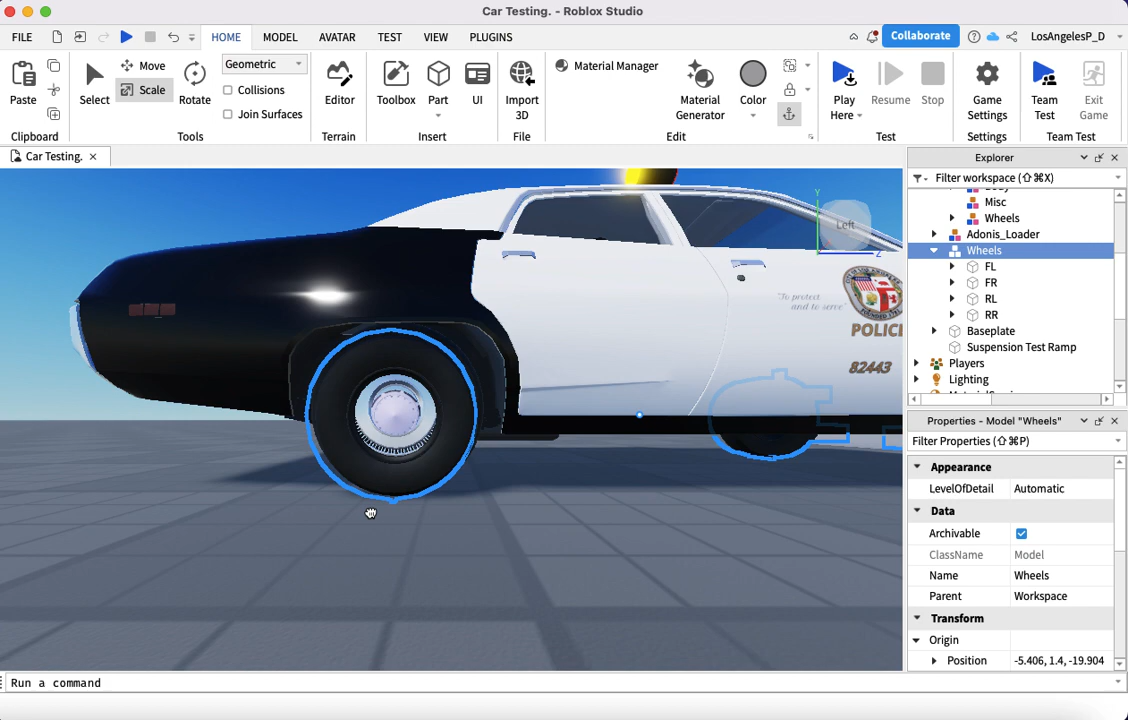 Car Testing. - Roblox Studio
FILE HOME MODEL AVATAR TEST VIEW PLUGINS Collaborate LosAngelesP_D
Paste Select Move Scale Rotate Geometric Collisions Join Surfaces Editor Toolbox Part UI Import 3D Material Manager Material Generator Color Play Here Resume Stop Game Settings Team Test Exit Game
Clipboard Tools Terrain Insert File Edit Test Settings Team Test
Car Testing.
Explorer
Filter workspace (⇧⌘X)
Misc
Wheels
Adonis_Loader
Wheels
FL
FR
RL
RR
Baseplate
Suspension Test Ramp
Players
Lighting
Left
Y
Z
"To protect
and to serve"
POLICE
82443
Properties - Model "Wheels"
Filter Properties (⇧⌘P)
Appearance
LevelOfDetail Automatic
Data
Archivable
ClassName Model
Name Wheels
Parent Workspace
Transform
Origin
Position -5.406, 1.4, -19.904
Run a command